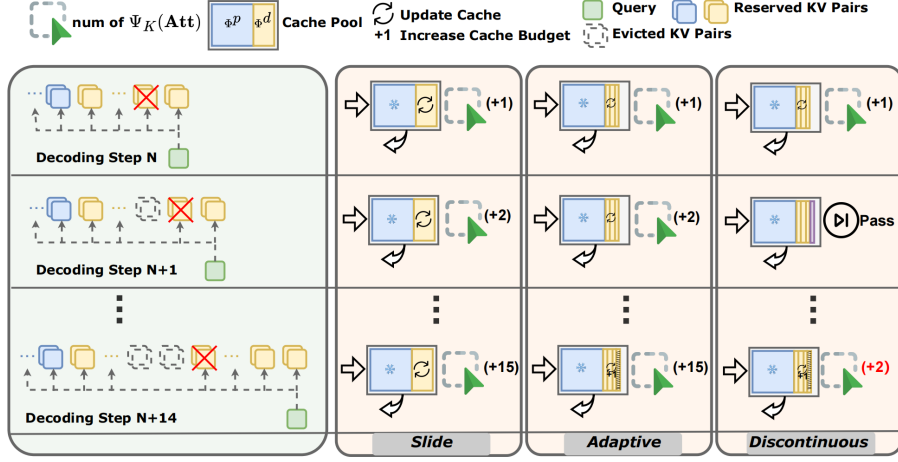 num of Ψ_K(Att)
Φ^p Φ^d
Cache Pool
Update Cache
+1 Increase Cache Budget
Query
Reserved KV Pairs
Evicted KV Pairs
Decoding Step N
(+1)
(+1)
(+1)
Decoding Step N+1
(+2)
(+2)
Pass
Decoding Step N+14
(+15)
(+15)
(+2)
Slide
Adaptive
Discontinuous